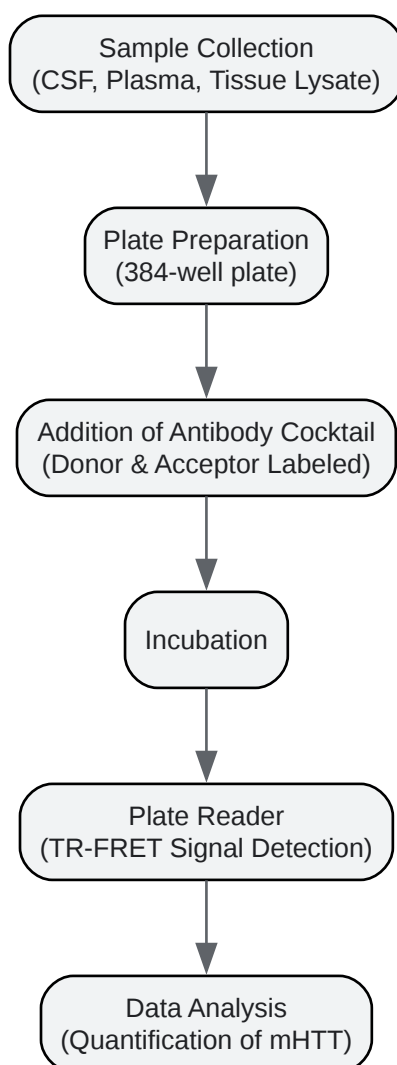 Sample Collection
(CSF, Plasma, Tissue Lysate)
Plate Preparation
(384-well plate)
Addition of Antibody Cocktail
(Donor & Acceptor Labeled)
Incubation
Plate Reader
(TR-FRET Signal Detection)
Data Analysis
(Quantification of mHTT)